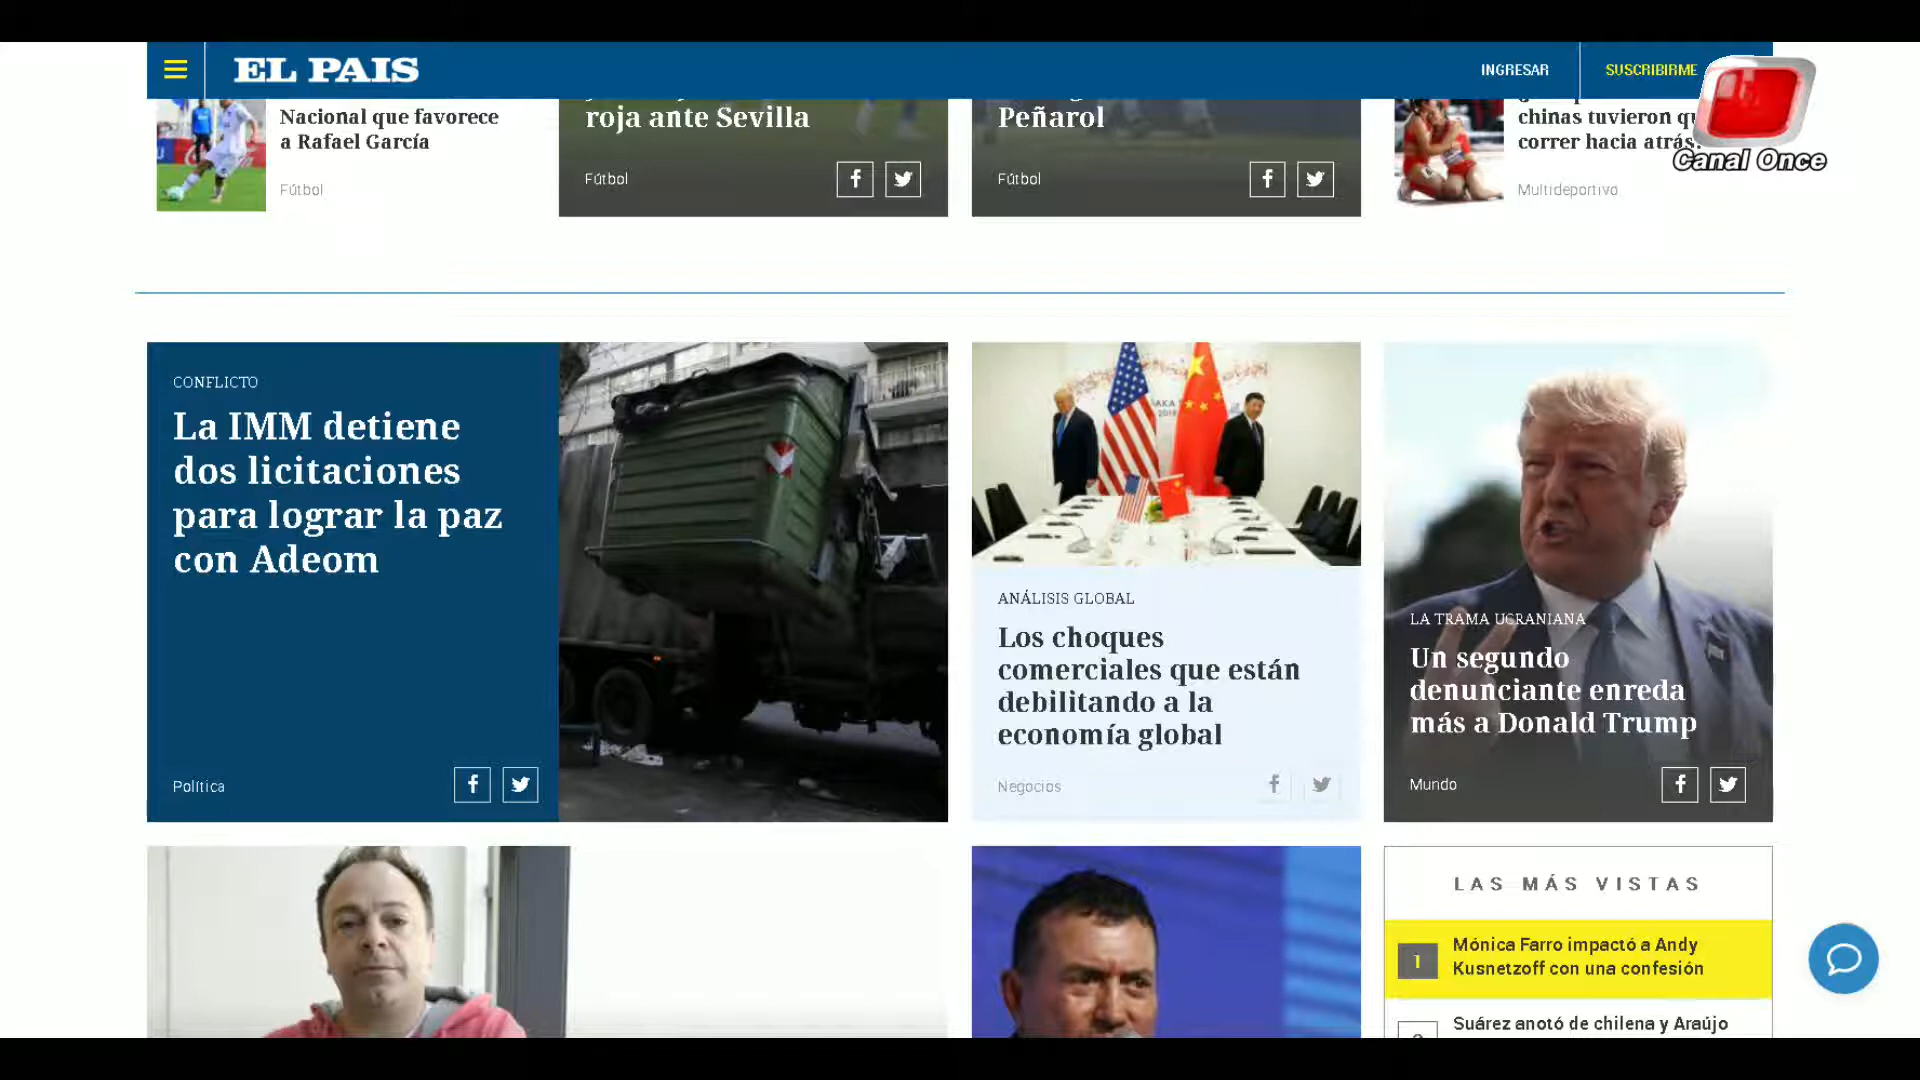 EL PAIS
INGRESAR
SUSCRIBIRME
Canal Once
Nacional que favorece
a Rafael García
Fútbol
roja ante Sevilla
Fútbol
Peñarol
Fútbol
chinas tuvieron
correr hacia atrás?
Multideportivo
CONFLICTO
La IMM detiene
dos licitaciones
para lograr la paz
con Adeom
Política
ANÁLISIS GLOBAL
Los choques
comerciales que están
debilitando a la
economía global
Negocios
LA TRAMA UCRANIANA
Un segundo
denunciante enreda
más a Donald Trump
Mundo
LAS MÁS VISTAS
1
Mónica Farro impactó a Andy
Kusnetzoff con una confesión
Suárez anotó de chilena y Araújo